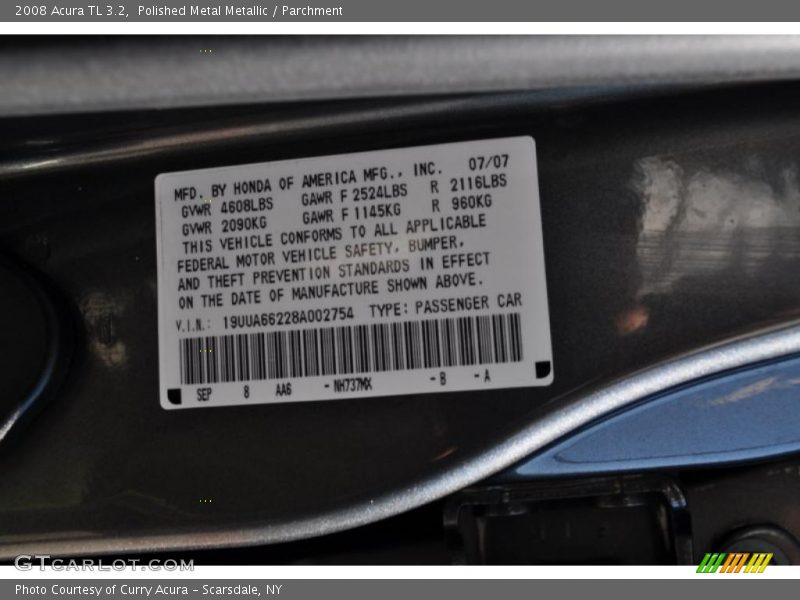 2008 Acura TL 3.2,  Polished Metal Metallic / Parchment
MFD. BY HONDA OF AMERICA MFG., INC. 07/07
GVWR 4608LBS GAWR F 2524LBS R 2116LBS
GVWR 2090KG GAWR F 1145KG R 960KG
THIS VEHICLE CONFORMS TO ALL APPLICABLE
FEDERAL MOTOR VEHICLE SAFETY, BUMPER,
AND THEFT PREVENTION STANDARDS IN EFFECT
ON THE DATE OF MANUFACTURE SHOWN ABOVE.
V.I.N.: 19UUA66228A002754 TYPE: PASSENGER CAR
SEP 8 AA6 - NH737MX - B - A
GTCARLOT.COM
Photo Courtesy of Curry Acura – Scarsdale, NY